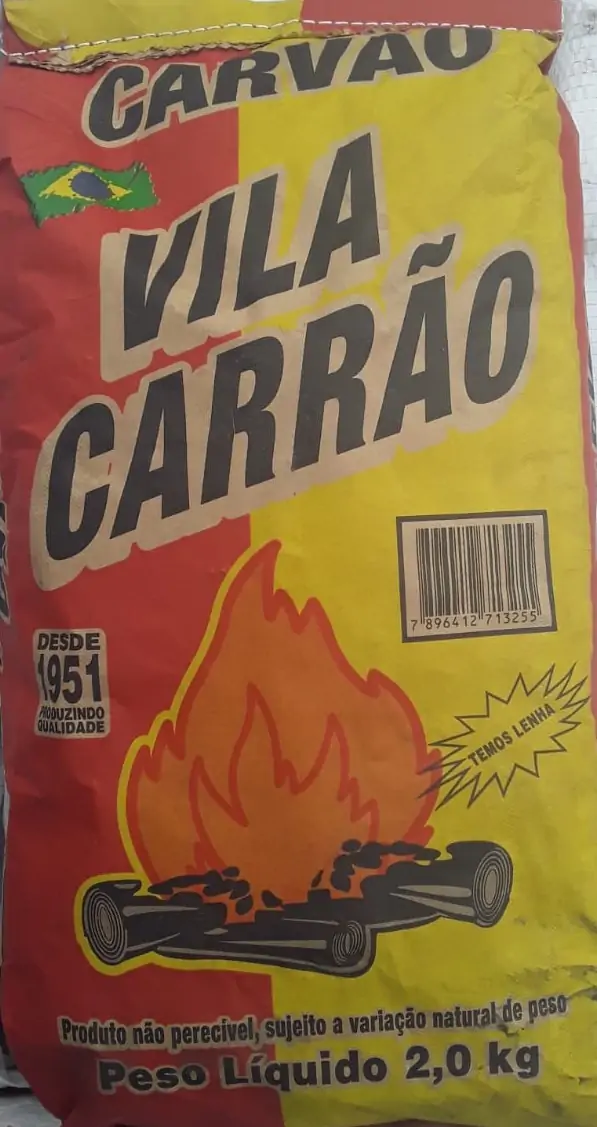 CARVÃO
VILA
CARRÃO
7 896412 713255
DESDE
1951
PRODUZINDO
QUALIDADE
TEMOS LENHA
Produto não perecível, sujeito a variação natural de peso
Peso Líquido 2,0 kg